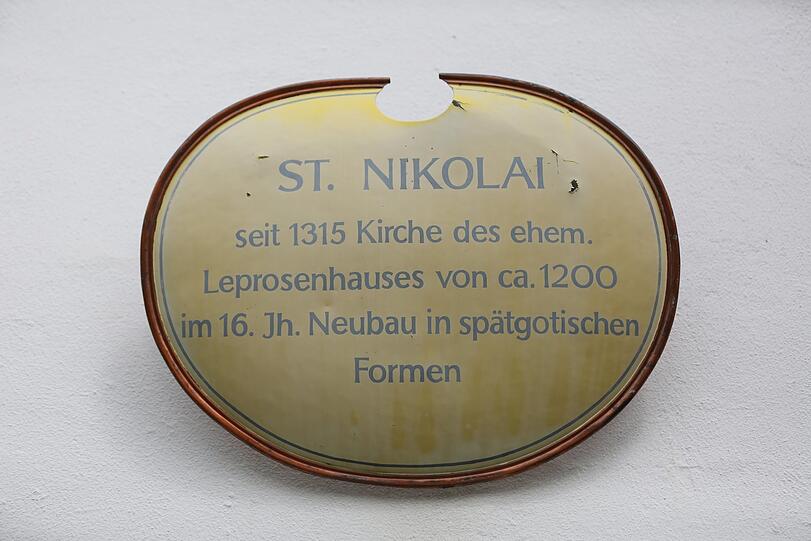 ST. NIKOLAI
seit 1315 Kirche des ehem.
Leprosenhauses von ca. 1200
im 16. Jh. Neubau in spätgotischen
Formen